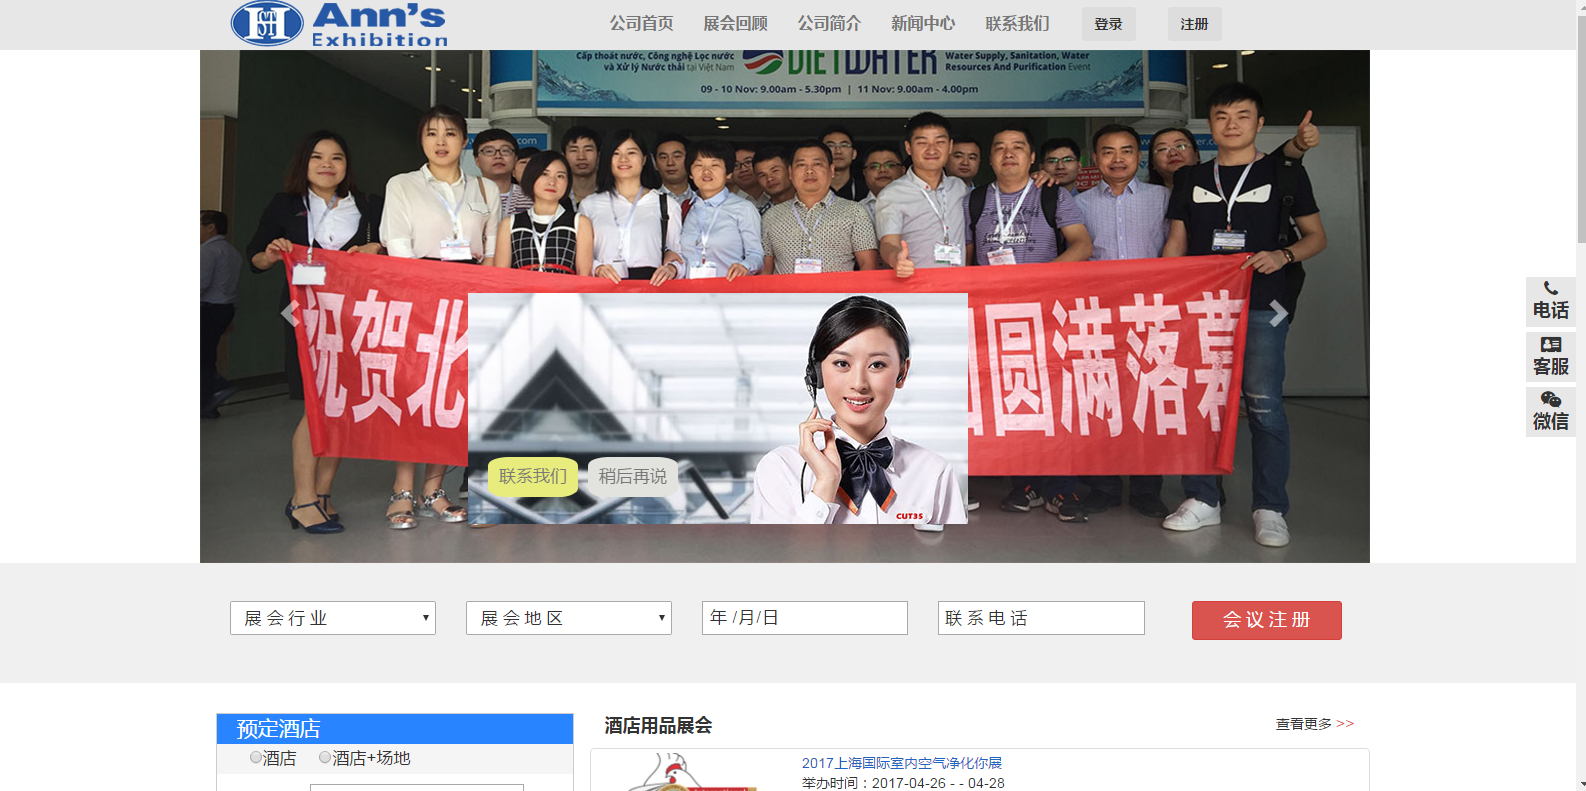 Ann's
Exhibition
公司首页 展会回顾 公司简介 新闻中心 联系我们 登录 注册
Cấp thoát nước, Công nghệ Lọc nước
và Xử lý Nước thải tại Việt Nam
VIETWATER
Water Supply, Sanitation, Water
Resources And Purification Event
09 - 10 Nov: 9.00am - 5.30pm | 11 Nov: 9.00am - 4.00pm
祝贺北
圆满落幕
联系我们 稍后再说
CUT35
电话
客服
微信
展会行业 展会地区 年 /月/日 联系电话 会议注册
预定酒店
酒店 酒店+场地
酒店用品展会 查看更多 >>
2017上海国际室内空气净化你展
举办时间：2017-04-26 - - 04-28